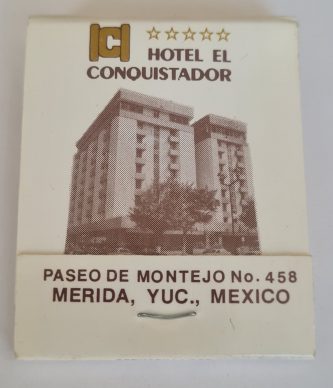 HOTEL EL
CONQUISTADOR
PASEO DE MONTEJO No. 458
MERIDA, YUC., MEXICO